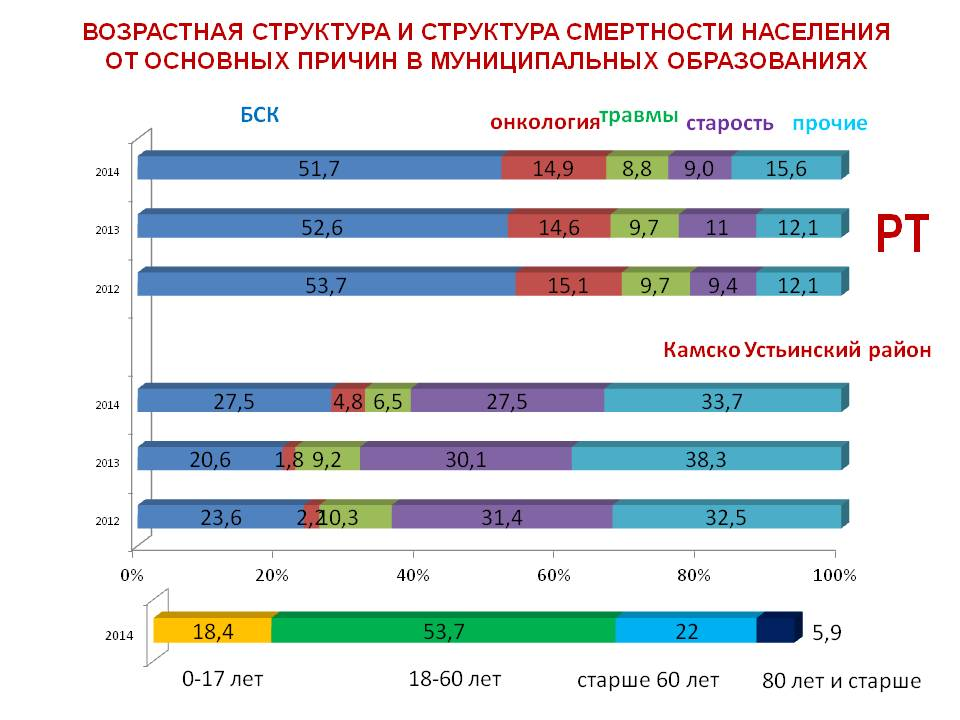 ВОЗРАСТНАЯ СТРУКТУРА И СТРУКТУРА СМЕРТНОСТИ НАСЕЛЕНИЯ
ОТ ОСНОВНЫХ ПРИЧИН В МУНИЦИПАЛЬНЫХ ОБРАЗОВАНИЯХ
БСК онкология травмы старость прочие
2014 51,7 14,9 8,8 9,0 15,6
2013 52,6 14,6 9,7 11 12,1
РТ
2012 53,7 15,1 9,7 9,4 12,1
Камско Устьинский район
2014 27,5 4,8 6,5 27,5 33,7
2013 20,6 1,8 9,2 30,1 38,3
2012 23,6 2,2 10,3 31,4 32,5
0% 20% 40% 60% 80% 100%
2014 18,4 53,7 22 5,9
0-17 лет 18-60 лет старше 60 лет 80 лет и старше